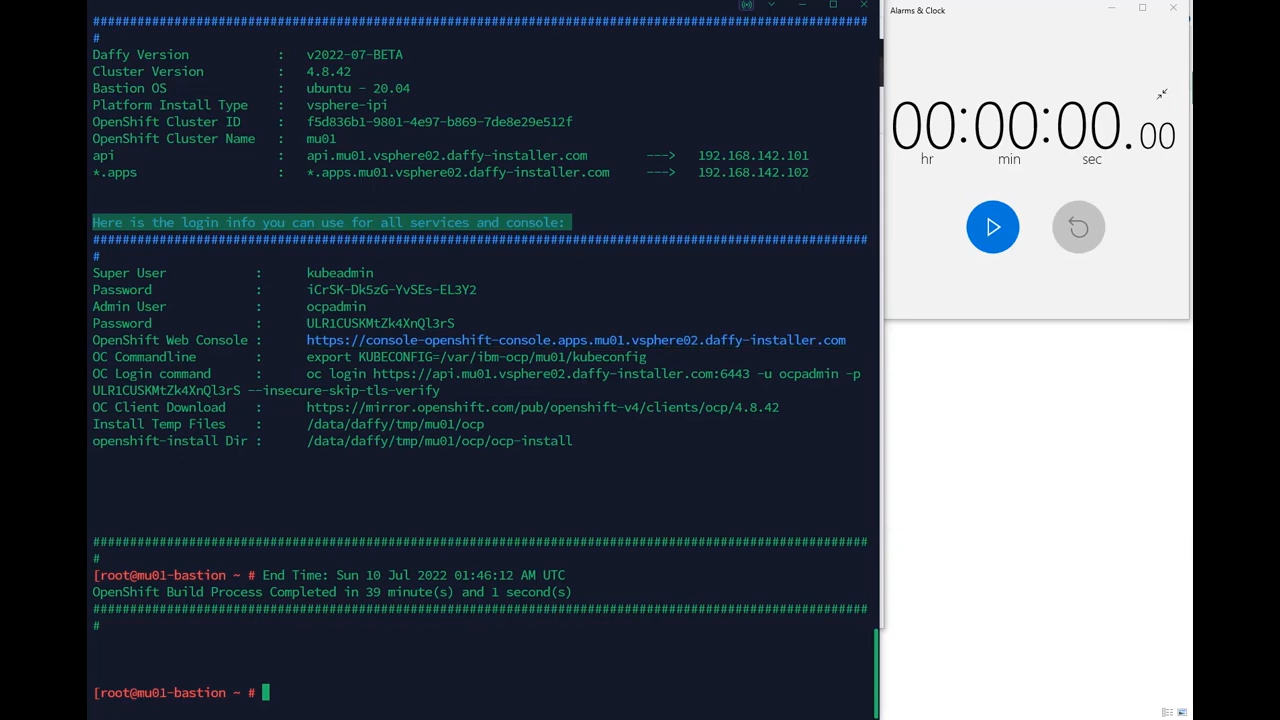 ##########################################################################################################
#
Daffy Version : v2022-07-BETA
Cluster Version : 4.8.42
Bastion OS : ubuntu - 20.04
Platform Install Type : vsphere-ipi
OpenShift Cluster ID : f5d836b1-9801-4e97-b869-7de8e29e512f
OpenShift Cluster Name : mu01
api : api.mu01.vsphere02.daffy-installer.com ---> 192.168.142.101
*.apps : *.apps.mu01.vsphere02.daffy-installer.com ---> 192.168.142.102
Here is the login info you can use for all services and console:
##########################################################################################################
#
Super User : kubeadmin
Password : iCrSK-Dk5zG-YvSEs-EL3Y2
Admin User : ocpadmin
Password : ULR1CUSKMtZk4XnQl3rS
OpenShift Web Console : https://console-openshift-console.apps.mu01.vsphere02.daffy-installer.com
OC Commandline : export KUBECONFIG=/var/ibm-ocp/mu01/kubeconfig
OC Login command : oc login https://api.mu01.vsphere02.daffy-installer.com:6443 -u ocpadmin -p
ULR1CUSKMtZk4XnQl3rS --insecure-skip-tls-verify
OC Client Download : https://mirror.openshift.com/pub/openshift-v4/clients/ocp/4.8.42
Install Temp Files : /data/daffy/tmp/mu01/ocp
openshift-install Dir : /data/daffy/tmp/mu01/ocp/ocp-install
##########################################################################################################
#
[root@mu01-bastion ~ # End Time: Sun 10 Jul 2022 01:46:12 AM UTC
OpenShift Build Process Completed in 39 minute(s) and 1 second(s)
##########################################################################################################
#
[root@mu01-bastion ~ #
Alarms & Clock
00:00:00.00
hr min sec